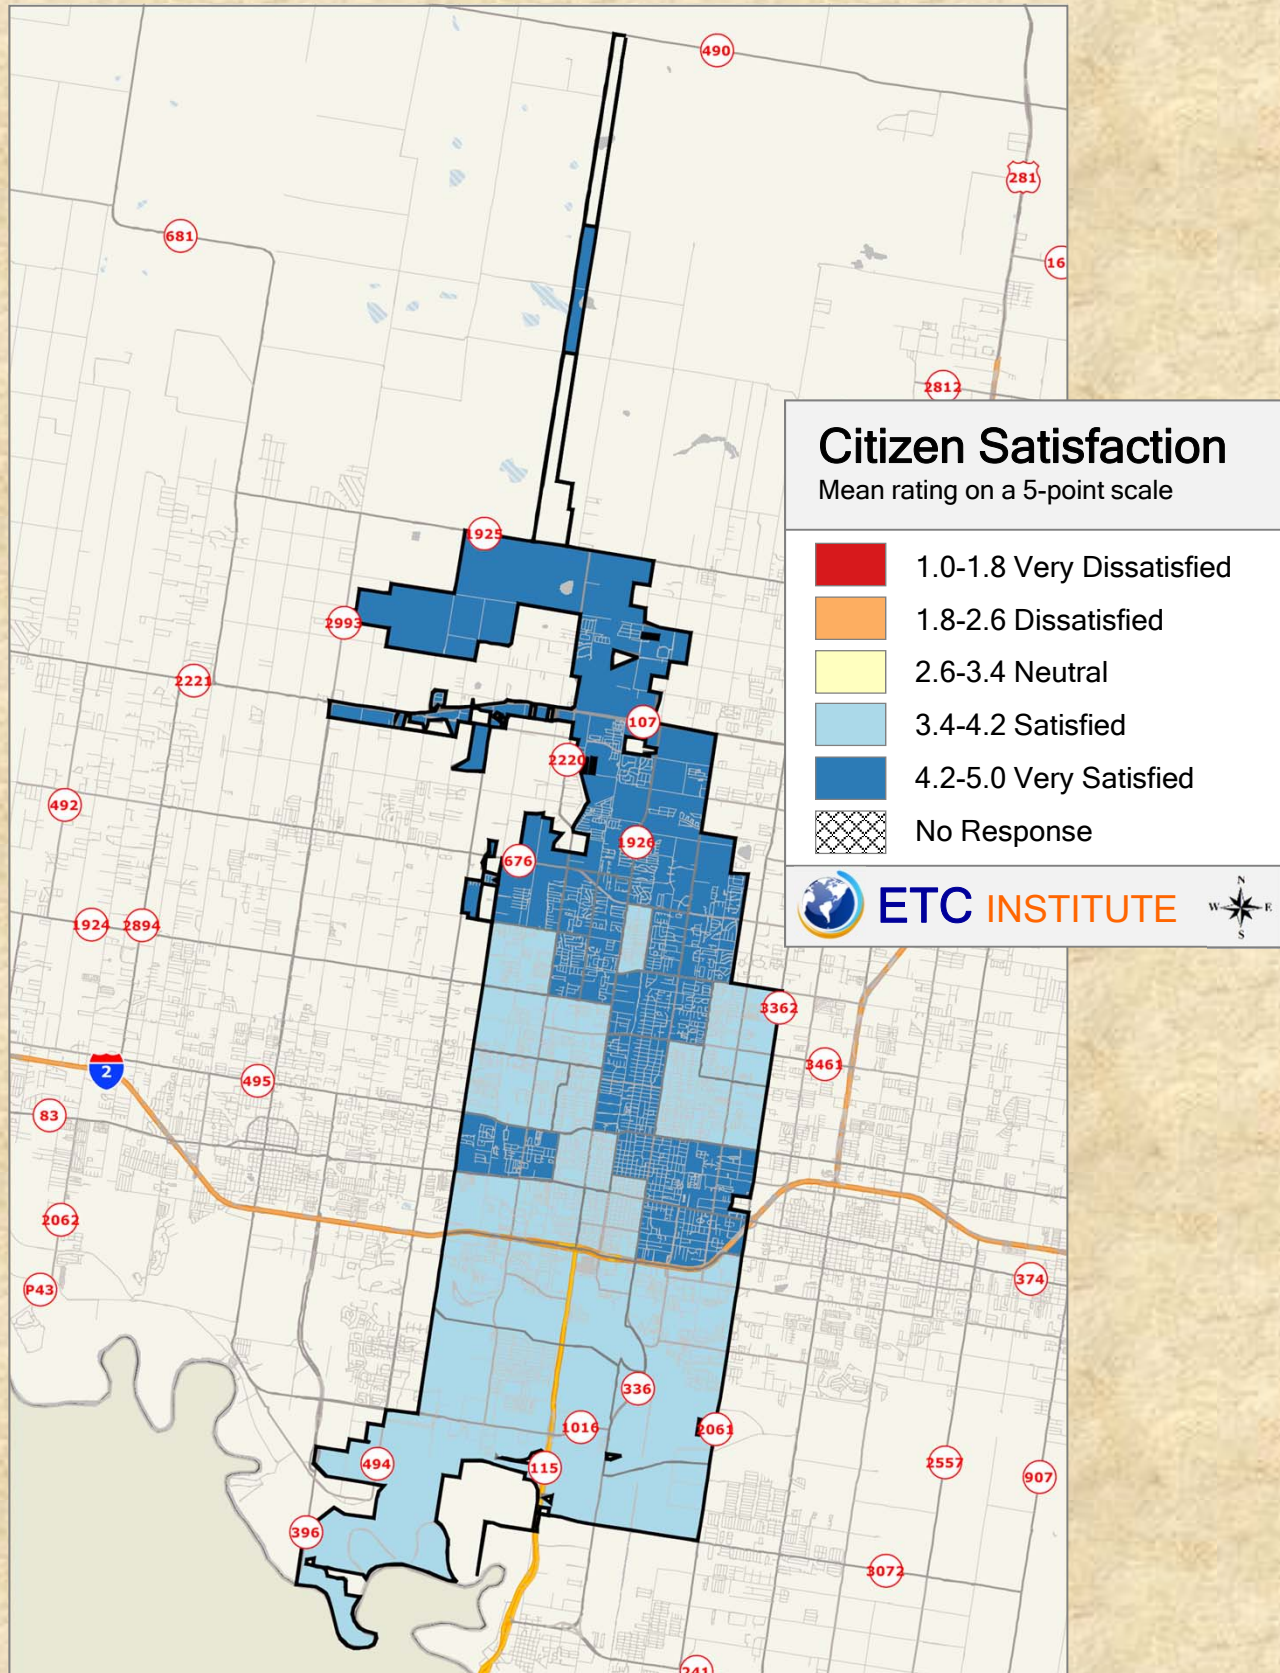 490
281
681
16
2812
Citizen Satisfaction
Mean rating on a 5-point scale
1.0-1.8 Very Dissatisfied
1.8-2.6 Dissatisfied
2.6-3.4 Neutral
3.4-4.2 Satisfied
4.2-5.0 Very Satisfied
No Response
ETC INSTITUTE
N
W E
S
1925
2993
2221
107
2220
492
1926
676
1924
2894
3362
3461
2
495
83
2062
P43
374
336
1016
2061
494
115
2557
907
396
3072
241